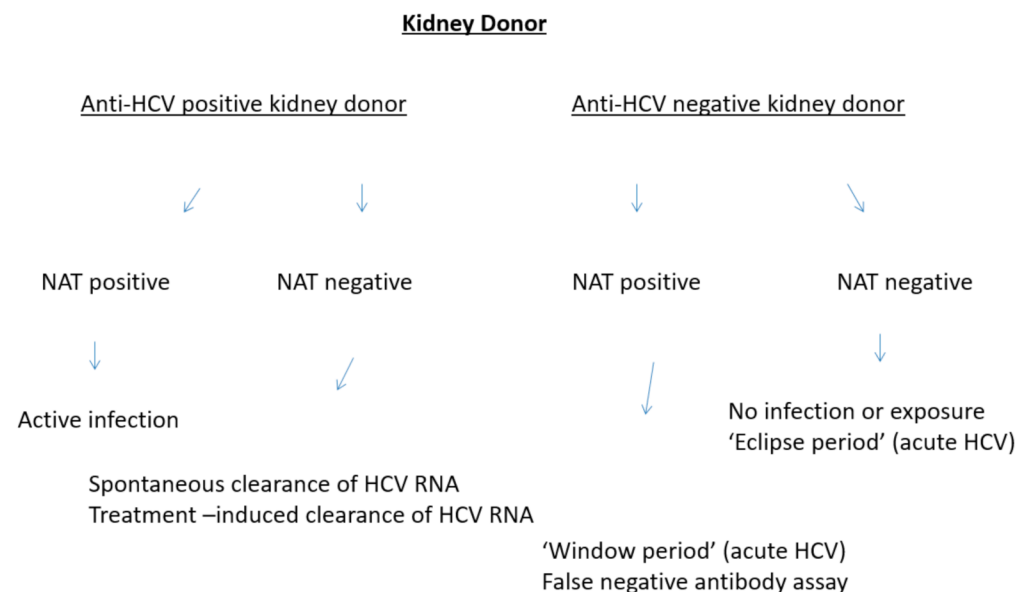 Kidney Donor
Anti-HCV positive kidney donor
Anti-HCV negative kidney donor
NAT positive
NAT negative
NAT positive
NAT negative
Active infection
No infection or exposure
‘Eclipse period’ (acute HCV)
Spontaneous clearance of HCV RNA
Treatment –induced clearance of HCV RNA
‘Window period’ (acute HCV)
False negative antibody assay